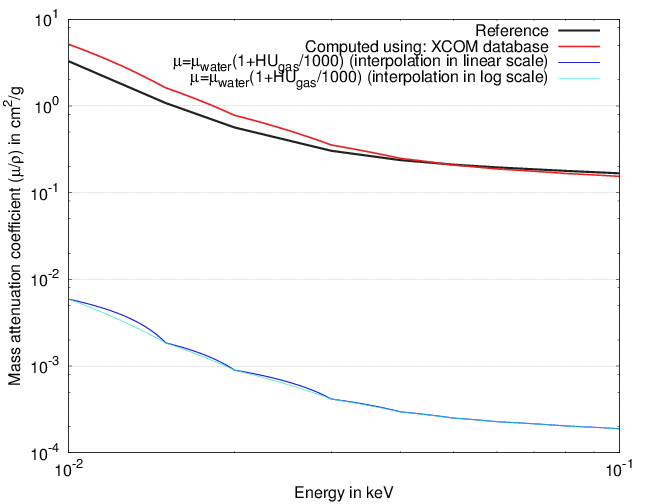 Reference
Computed using: XCOM database
μ=μwater(1+HUgas/1000) (interpolation in linear scale)
μ=μwater(1+HUgas/1000) (interpolation in log scale)
Mass attenuation coefficient (μ/ρ) in cm²/g
10¹
10⁰
10⁻¹
10⁻²
10⁻³
10⁻⁴
10⁻²
10⁻¹
Energy in keV